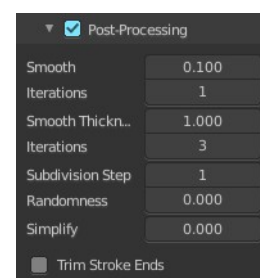 Post-Processing
Smooth 0.100
Iterations 1
Smooth Thickn... 1.000
Iterations 3
Subdivision Step 1
Randomness 0.000
Simplify 0.000
Trim Stroke Ends